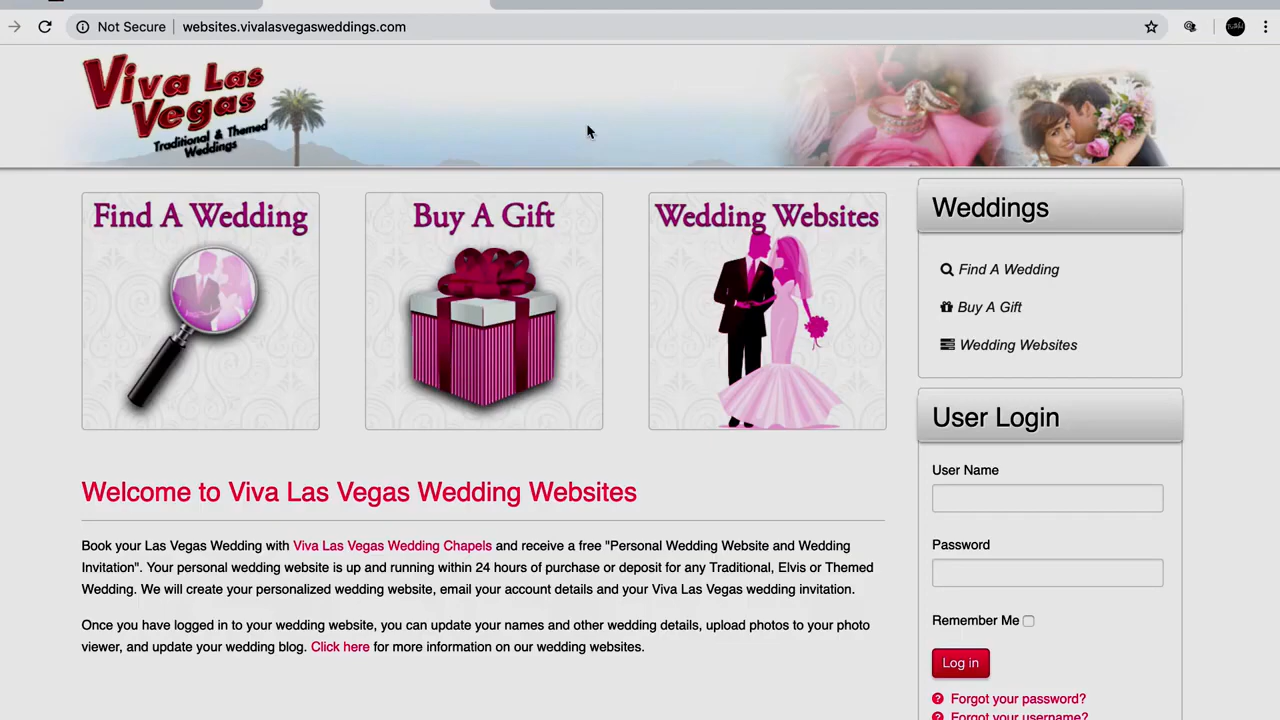 Not Secure websites.vivalasvegasweddings.com
Viva Las
Vegas
Traditional & Themed
Weddings
Find A Wedding
Buy A Gift
Wedding Websites
Weddings
Find A Wedding
Buy A Gift
Wedding Websites
User Login
User Name
Password
Remember Me
Log in
Forgot your password?
Forgot your username?
Welcome to Viva Las Vegas Wedding Websites
Book your Las Vegas Wedding with Viva Las Vegas Wedding Chapels and receive a free "Personal Wedding Website and Wedding
Invitation". Your personal wedding website is up and running within 24 hours of purchase or deposit for any Traditional, Elvis or Themed
Wedding. We will create your personalized wedding website, email your account details and your Viva Las Vegas wedding invitation.
Once you have logged in to your wedding website, you can update your names and other wedding details, upload photos to your photo
viewer, and update your wedding blog. Click here for more information on our wedding websites.